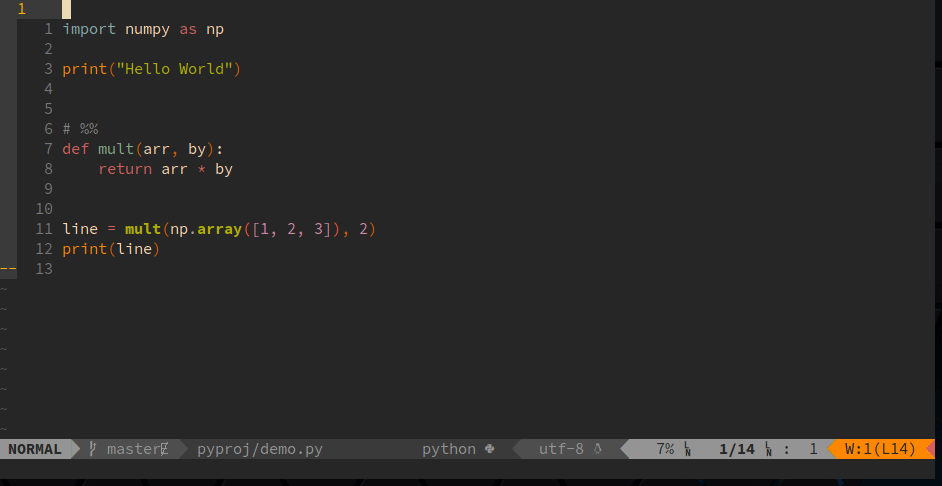 1
1 import numpy as np
2
3 print("Hello World")
4
5
6 # %%
7 def mult(arr, by):
8     return arr * by
9
10
11 line = mult(np.array([1, 2, 3]), 2)
12 print(line)
-- 13
~
~
~
~
~
~
~
~
NORMAL master pyproj/demo.py python utf-8 7% LN 1/14 LN : 1 W:1(L14)